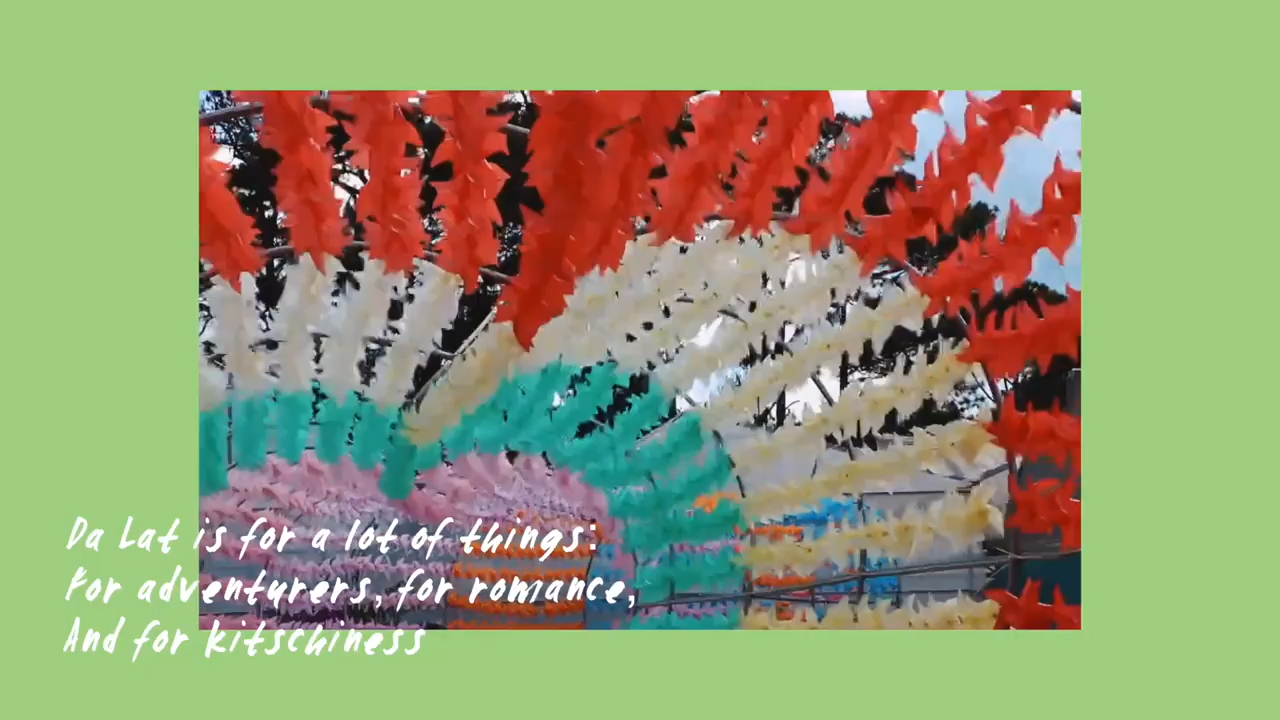 Da Lat is for a lot of things:
For adventurers, for romance,
And for kitschiness